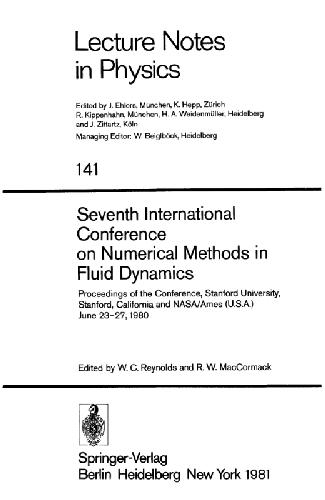 Lecture Notes
in Physics
Edited by J. Ehlers, München, K. Hepp, Zürich
R. Kippenhahn, München, H. A. Weidenmüller, Heidelberg
and J. Zittartz, Köln
Managing Editor: W. Beiglböck, Heidelberg
141
Seventh International
Conference
on Numerical Methods in
Fluid Dynamics
Proceedings of the Conference, Stanford University,
Stanford, California and NASA/Ames (U.S.A.)
June 23-27, 1980
Edited by W. C. Reynolds and R. W. MacCormack
Springer-Verlag
Berlin Heidelberg New York 1981